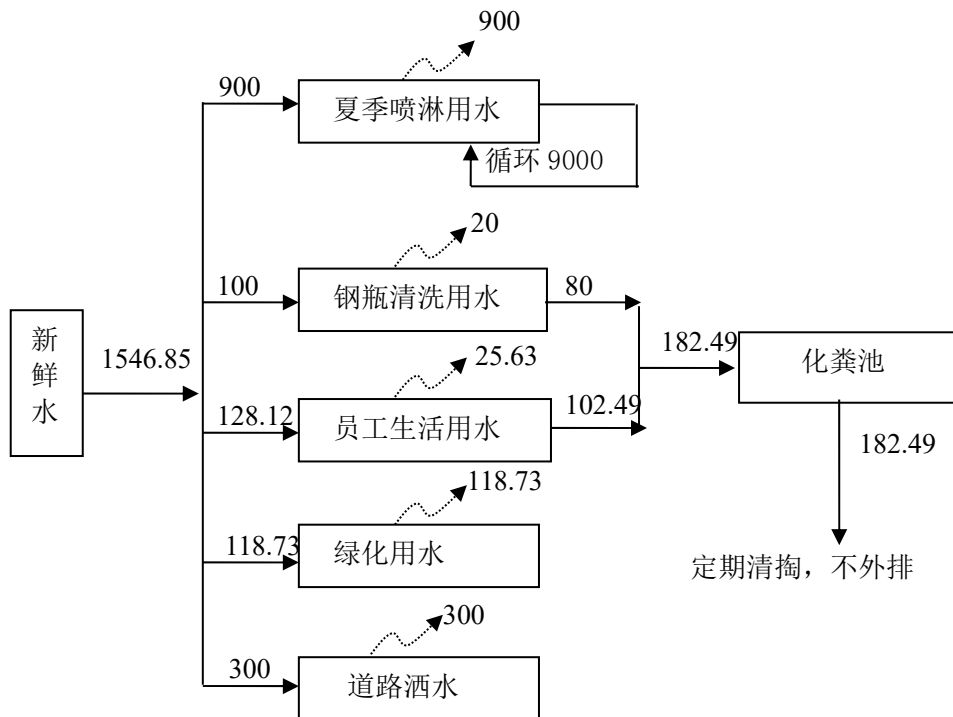 900
900
夏季喷淋用水
循环 9000
20
100
钢瓶清洗用水
80
新
鲜
水
1546.85
25.63
128.12
员工生活用水
102.49
182.49
化粪池
182.49
定期清掏，不外排
118.73
118.73
绿化用水
300
300
道路洒水